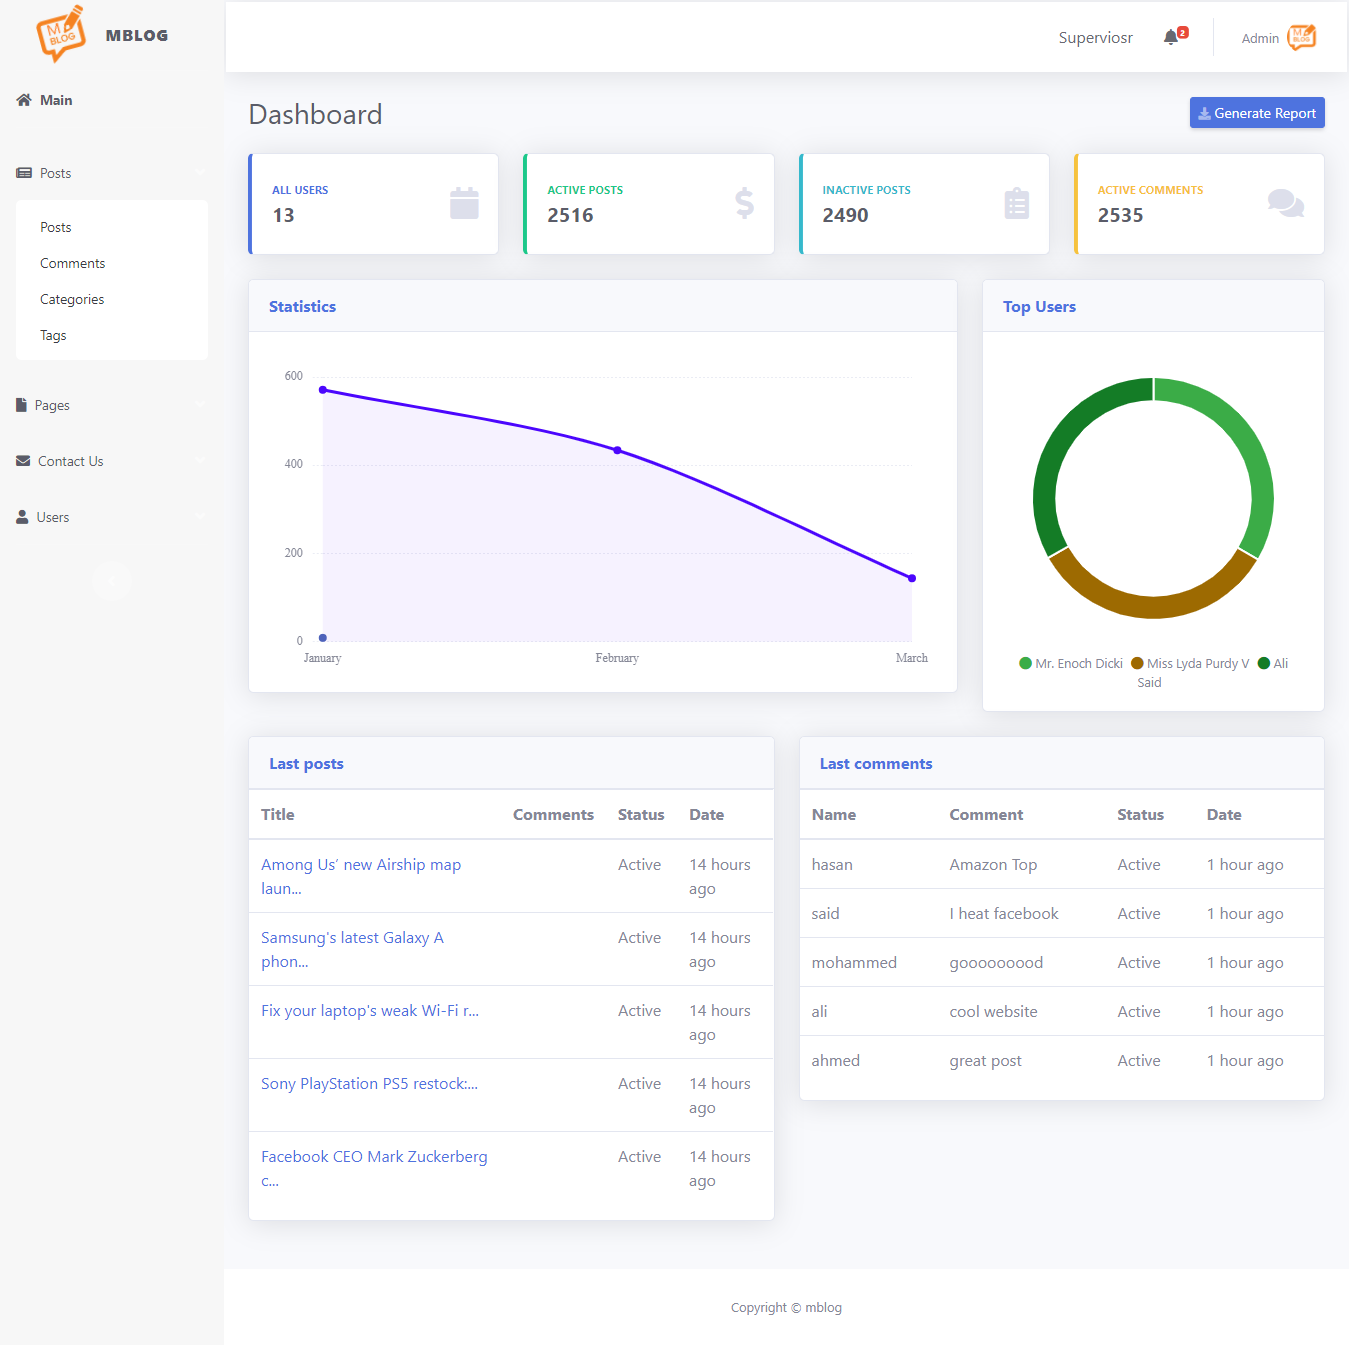 M
BLOG
MBLOG
Superviosr
2
Admin
Main
Posts
Posts
Comments
Categories
Tags
Pages
Contact Us
Users
Dashboard
Generate Report
ALL USERS
13
ACTIVE POSTS
2516
INACTIVE POSTS
2490
ACTIVE COMMENTS
2535
Statistics
600
400
200
0
January February March
Top Users
Mr. Enoch Dicki Miss Lyda Purdy V Ali
Said
Last posts
Title Comments Status Date
Among Us’ new Airship map Active 14 hours
laun... ago
Samsung's latest Galaxy A Active 14 hours
phon... ago
Fix your laptop's weak Wi-Fi r... Active 14 hours
ago
Sony PlayStation PS5 restock:... Active 14 hours
ago
Facebook CEO Mark Zuckerberg Active 14 hours
c... ago
Last comments
Name Comment Status Date
hasan Amazon Top Active 1 hour ago
said I heat facebook Active 1 hour ago
mohammed gooooooood Active 1 hour ago
ali cool website Active 1 hour ago
ahmed great post Active 1 hour ago
Copyright © mblog